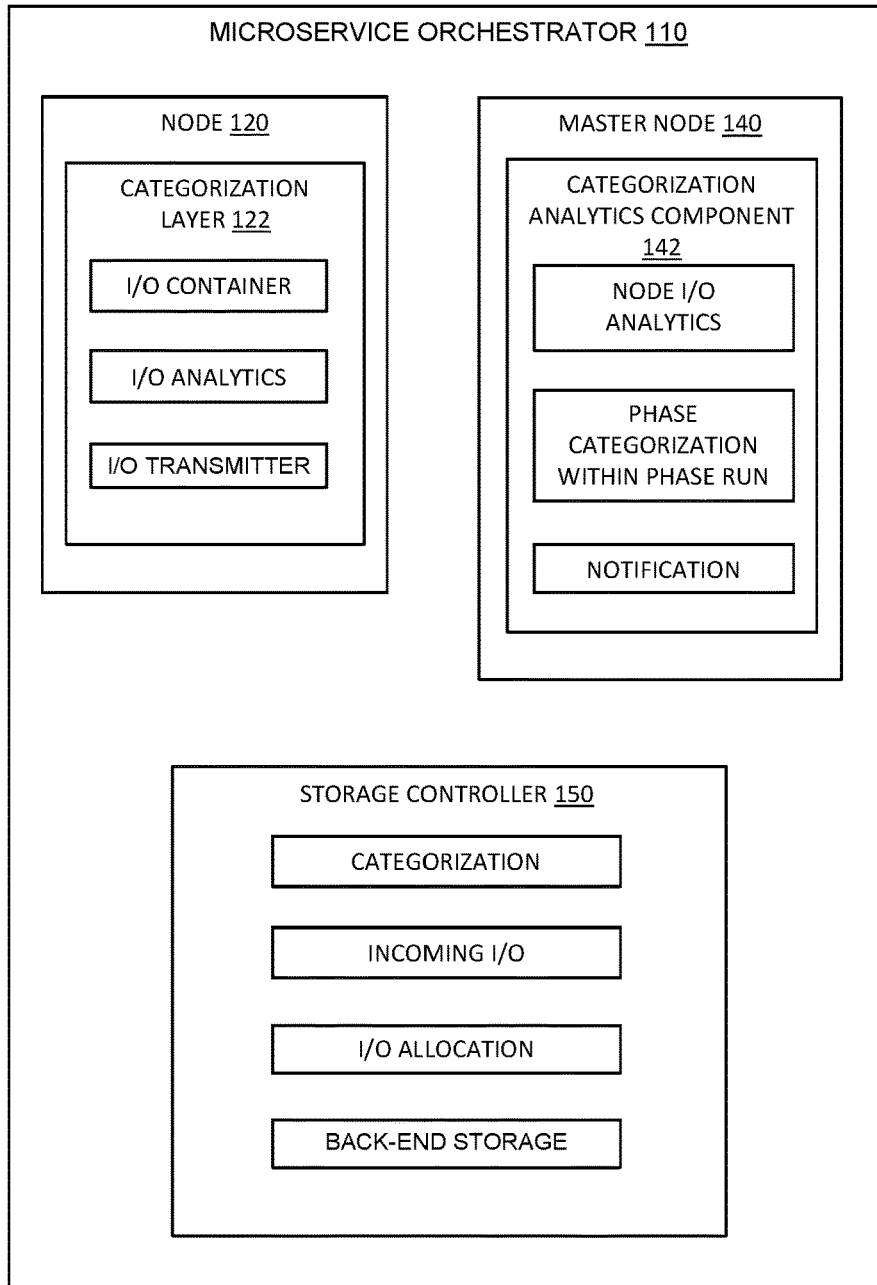 MICROSERVICE ORCHESTRATOR 110
NODE 120
CATEGORIZATION
LAYER 122
I/O CONTAINER
I/O ANALYTICS
I/O TRANSMITTER
MASTER NODE 140
CATEGORIZATION
ANALYTICS COMPONENT
142
NODE I/O
ANALYTICS
PHASE
CATEGORIZATION
WITHIN PHASE RUN
NOTIFICATION
STORAGE CONTROLLER 150
CATEGORIZATION
INCOMING I/O
I/O ALLOCATION
BACK-END STORAGE